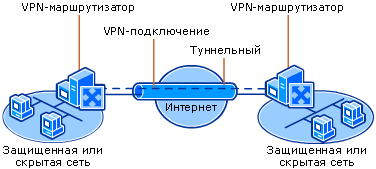 VPN-маршрутизатор
VPN-маршрутизатор
VPN-подключение
Туннельный
Интернет
Защищенная или
скрытая сеть
Защищенная или
скрытая сеть